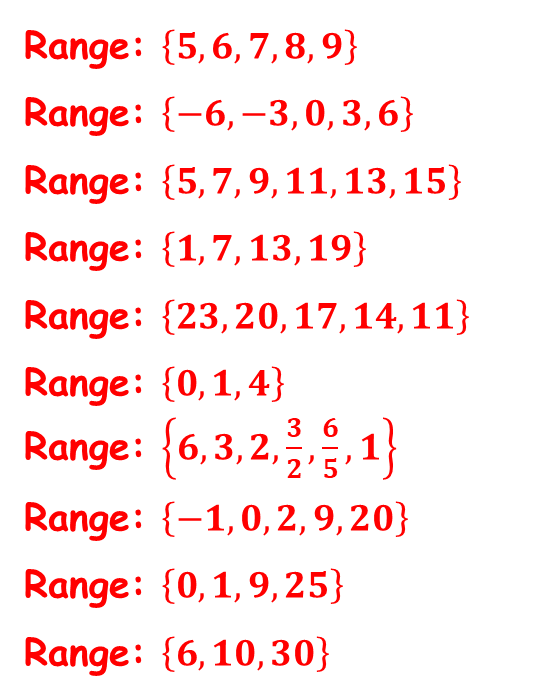 Range: {5, 6, 7, 8, 9}
Range: {−6, −3, 0, 3, 6}
Range: {5, 7, 9, 11, 13, 15}
Range: {1, 7, 13, 19}
Range: {23, 20, 17, 14, 11}
Range: {0, 1, 4}
Range: {6, 3, 2, 3/2, 6/5, 1}
Range: {−1, 0, 2, 9, 20}
Range: {0, 1, 9, 25}
Range: {6, 10, 30}